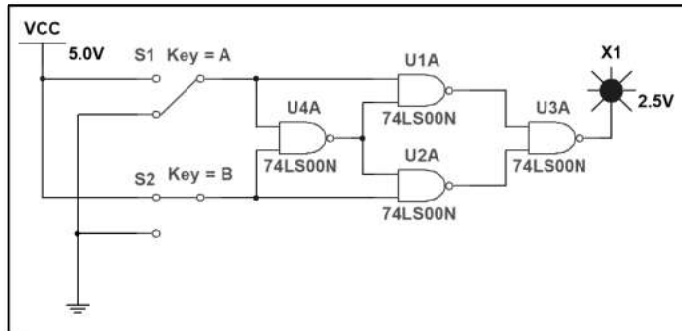 VCC
5.0V
S1 Key = A
U1A
X1
2.5V
U4A
U3A
74LS00N
74LS00N
U2A
74LS00N
S2 Key = B
74LS00N